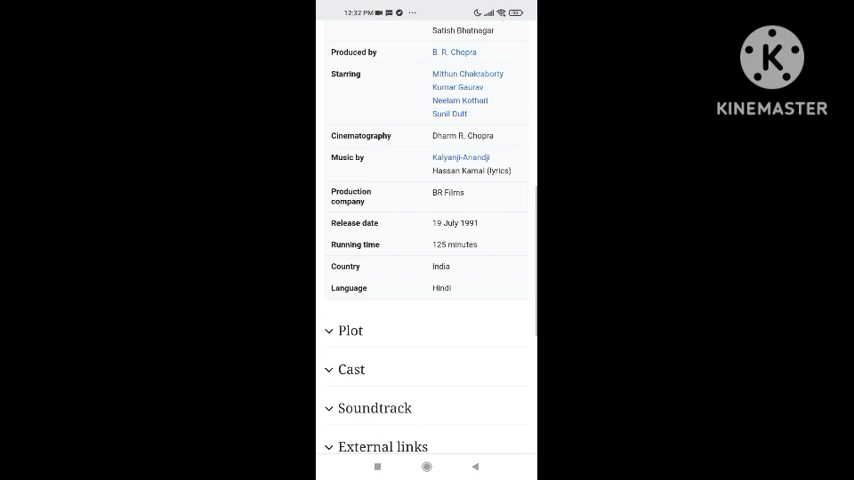 12:32 PM
Satish Bhatnagar
Produced by B. R. Chopra
Starring Mithun Chakraborty
Kumar Gaurav
Neelam Kothari
Sunil Dutt
Cinematography Dharm R. Chopra
Music by Kalyanji-Anandji
Hassan Kamal (lyrics)
Production company BR Films
Release date 19 July 1991
Running time 125 minutes
Country India
Language Hindi
Plot
Cast
Soundtrack
External links
K
KINEMASTER